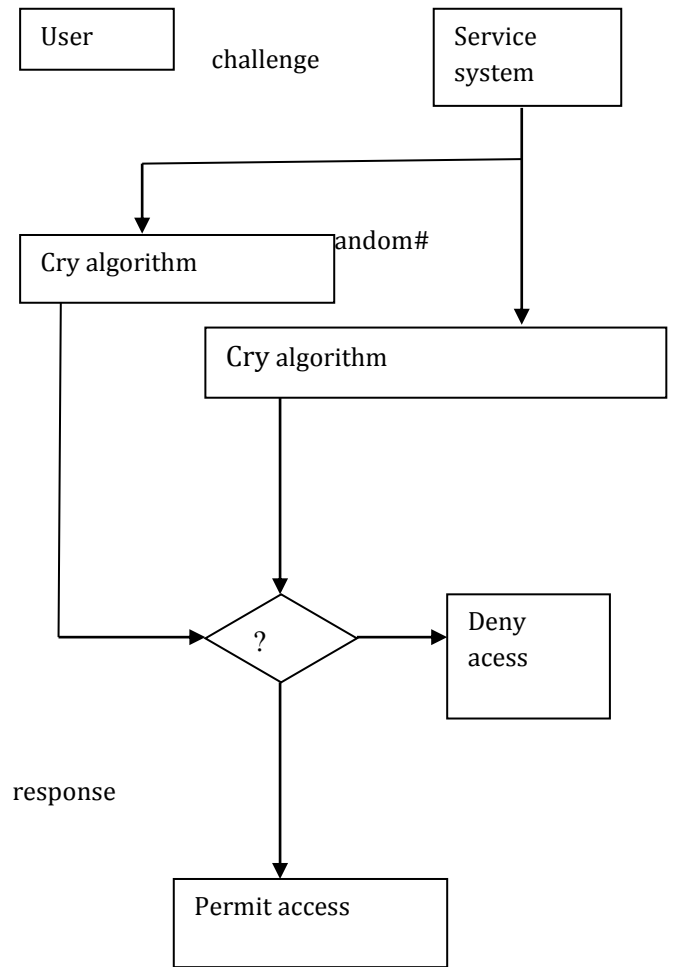 User
challenge
Service
system
andom#
Cry algorithm
Cry algorithm
?
Deny
acess
response
Permit access